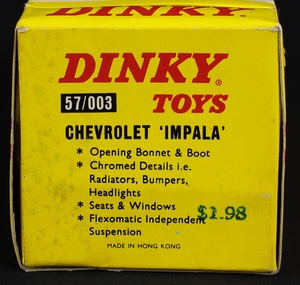 DINKY®
57/003 TOYS
CHEVROLET 'IMPALA'
* Opening Bonnet & Boot
* Chromed Details i.e.
Radiators, Bumpers,
Headlights
* Seats & Windows
* Flexomatic Independent $1.98
Suspension
MADE IN HONG KONG